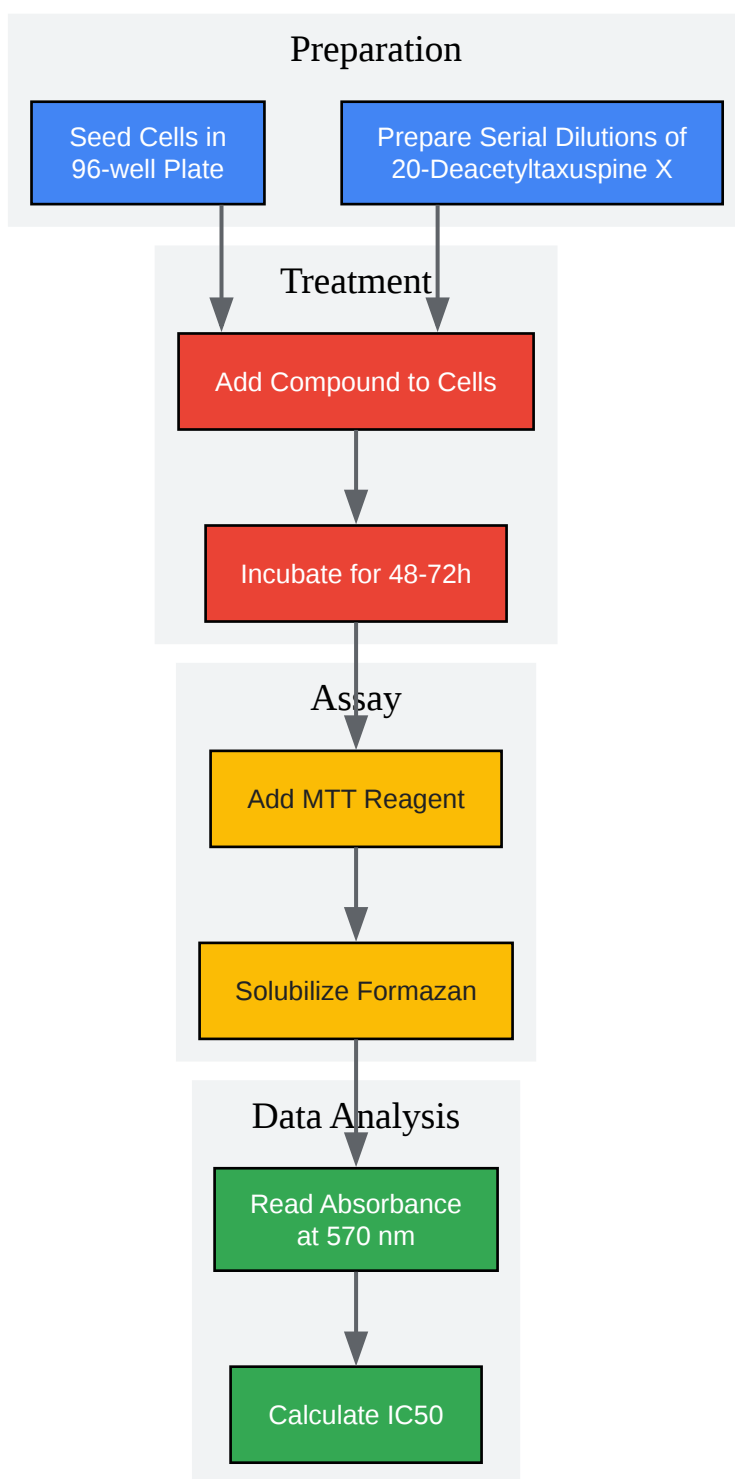 Preparation
Seed Cells in
96-well Plate
Prepare Serial Dilutions of
20-Deacetyltaxuspine X
Treatment
Add Compound to Cells
Incubate for 48-72h
Assay
Add MTT Reagent
Solubilize Formazan
Data Analysis
Read Absorbance
at 570 nm
Calculate IC50